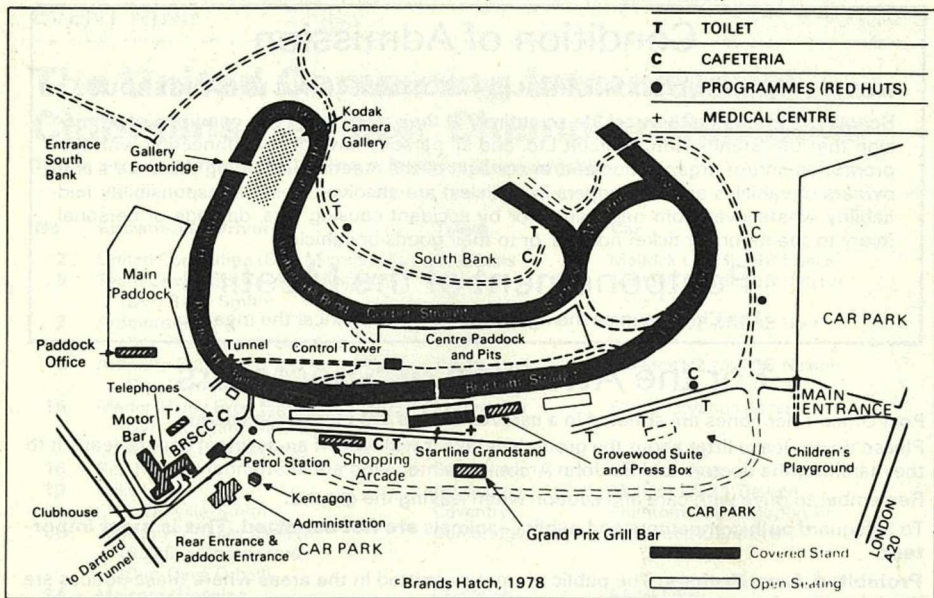 TOILET
C CAFETERIA
● PROGRAMMES (RED HUTS)
MEDICAL CENTRE
Condition of Admission
Kodak
Camera
Gallery
Entrance
South
Bank
Gallery
Footbridge
C
T
C
C
South Bank
Main
Paddock
CAR PARK
Paddock
Office
Tunnel
Control Tower
Centre Paddock
and Pits
Cooper Straight
Brabham Straight
Telephones
C
MAIN
ENTRANCE
T
T
T
Motor
Bar
BRSCC
C
Petrol Station
C
Shopping
Arcade
Startline Grandstand
Grovewood Suite
and Press Box
Children's
Playground
Clubhouse
Kentagon
Administration
To Dartford
Tunnel
Rear Entrance &
Paddock Entrance
CAR PARK
Grand Prix Grill Bar
CAR PARK
LONDON
A20
Covered Stand
Open Seating
©Brands Hatch, 1978